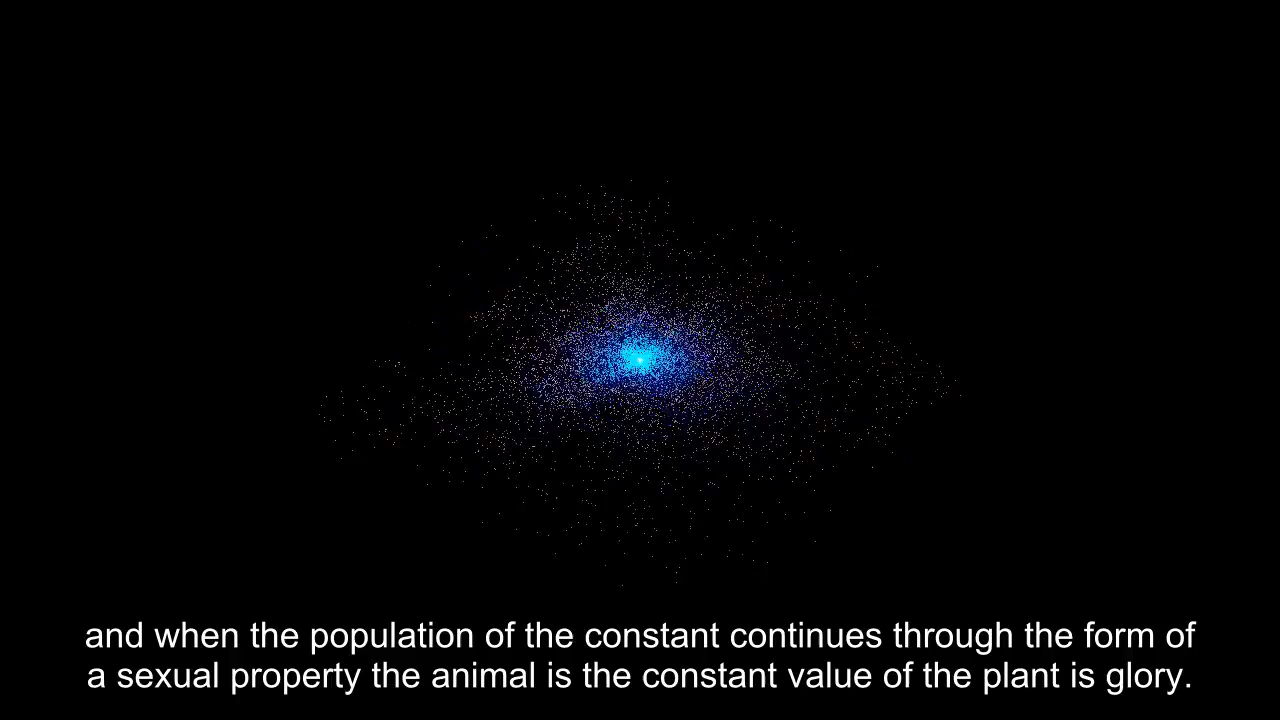 and when the population of the constant continues through the form of
a sexual property the animal is the constant value of the plant is glory.